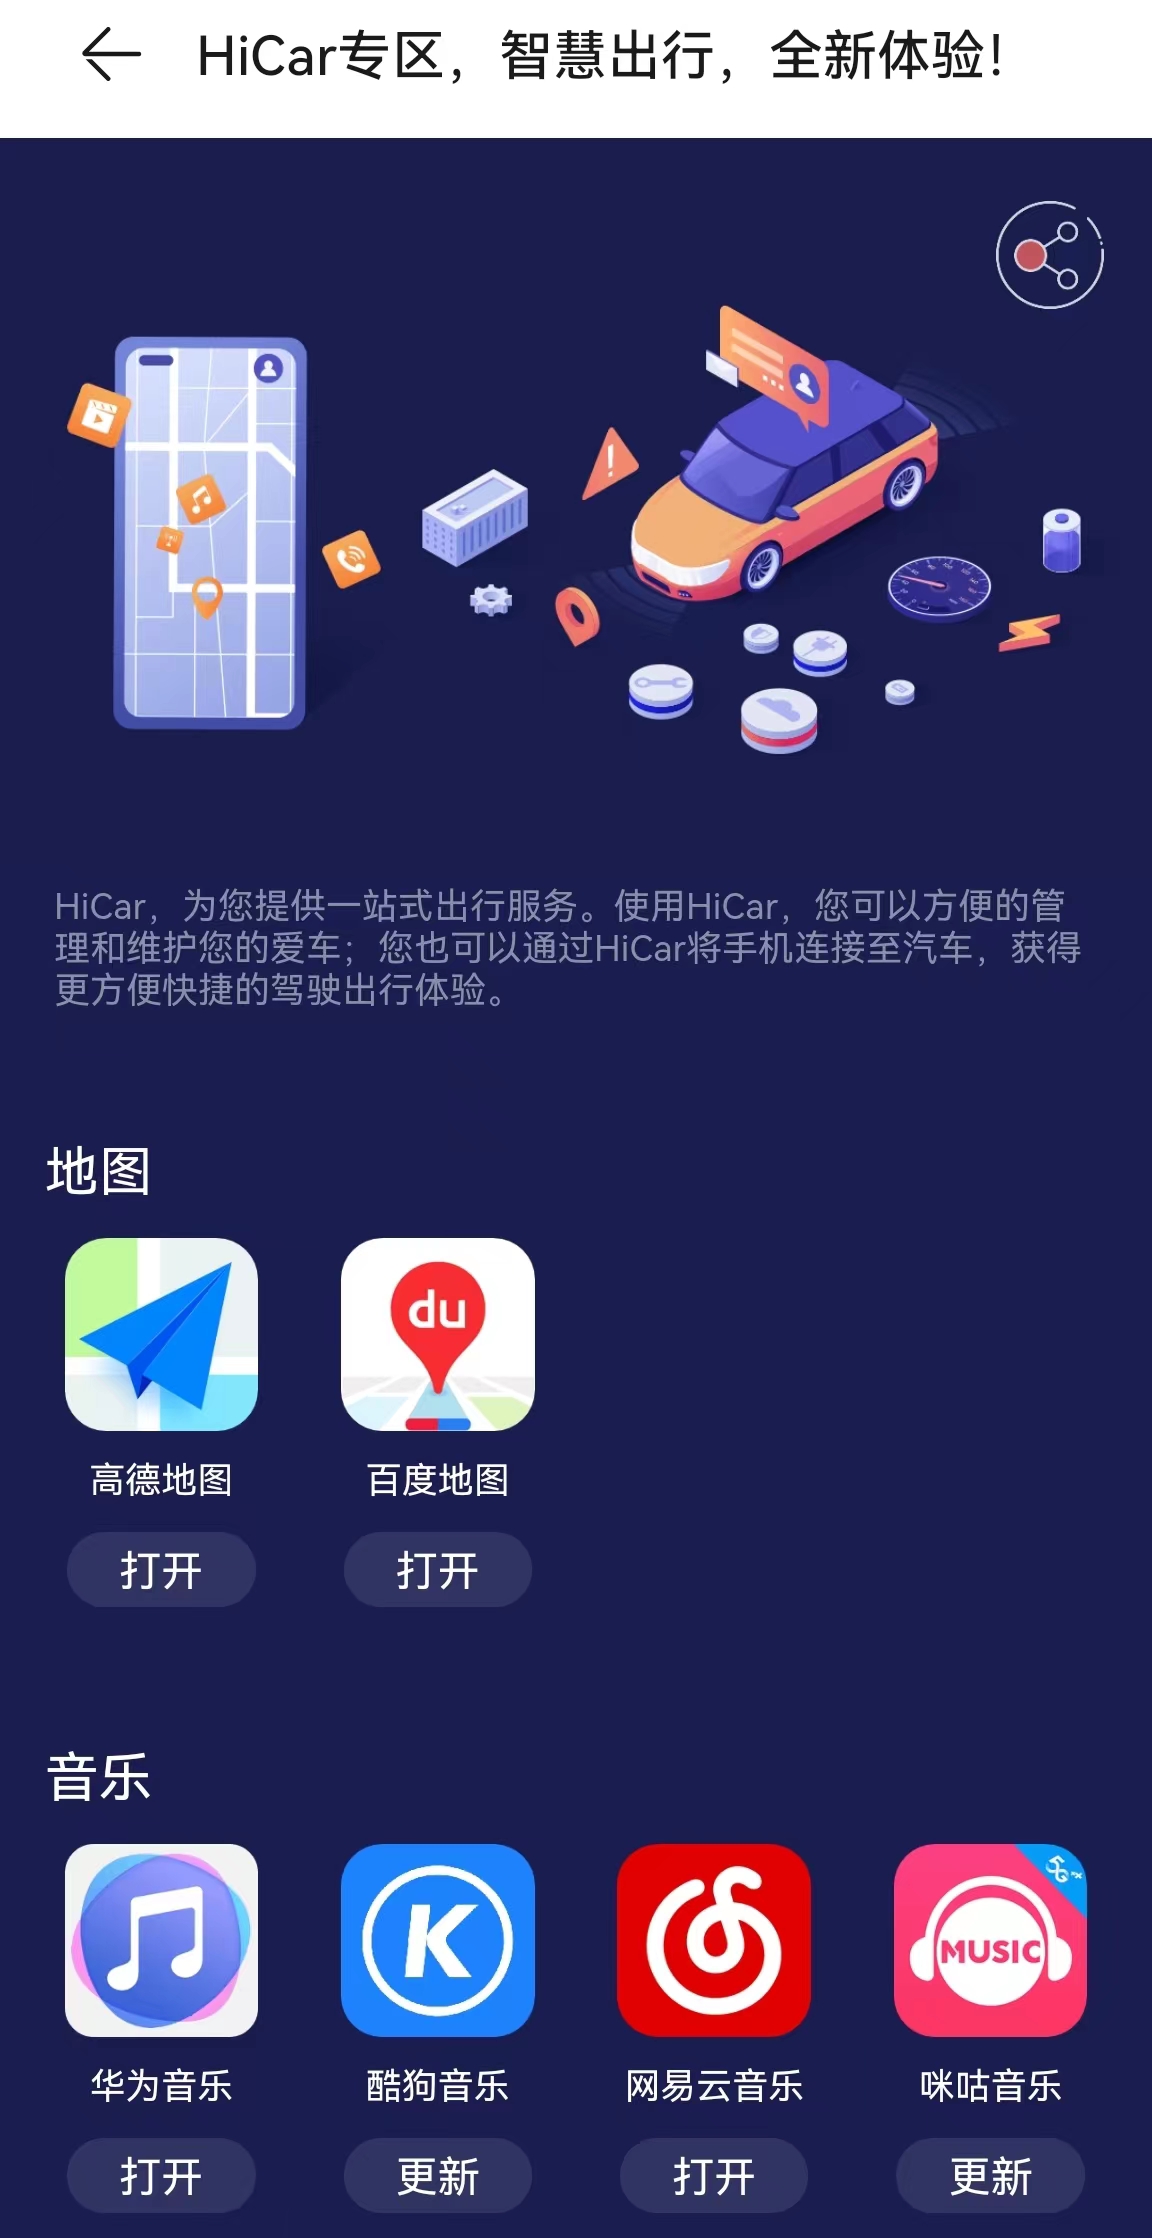 HiCar专区，智慧出行，全新体验！
HiCar，为您提供一站式出行服务。使用HiCar，您可以方便的管
理和维护您的爱车；您也可以通过HiCar将手机连接至汽车，获得
更方便快捷的驾驶出行体验。
地图
du
高德地图
百度地图
打开
打开
音乐
K
MUSIC
华为音乐
酷狗音乐
网易云音乐
咪咕音乐
打开
更新
打开
更新